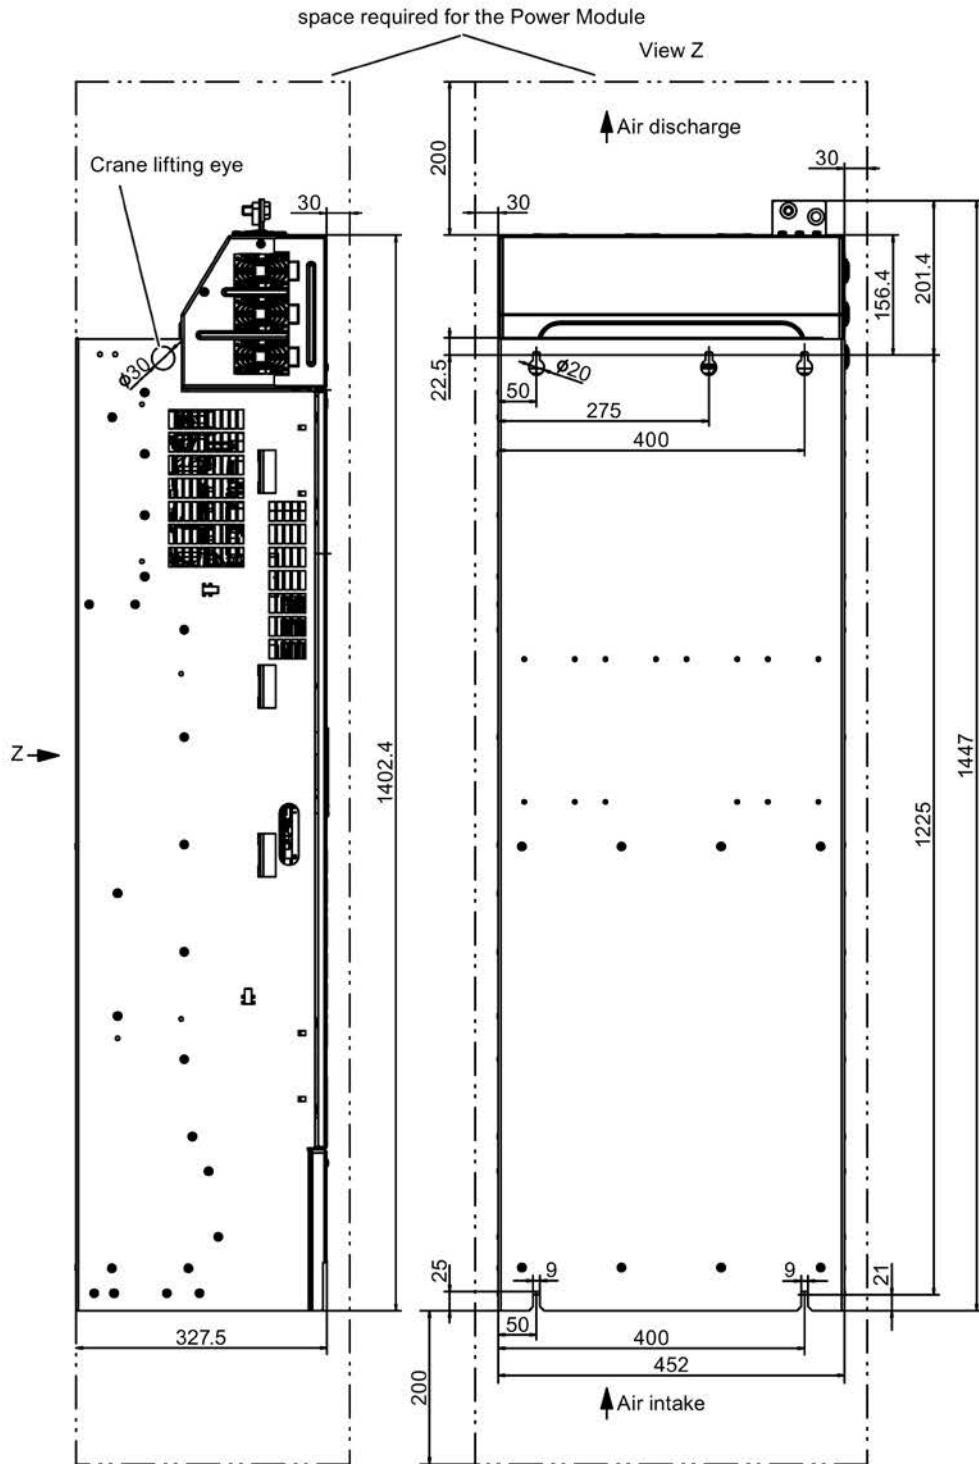 space required for the Power Module
View Z
Air discharge
200
30
Crane lifting eye
30
30
156.4
201.4
22.5
ø30
ø20
50
275
400
Z
1402.4
1225
1447
25
9
9
21
50
327.5
400
452
200
Air intake